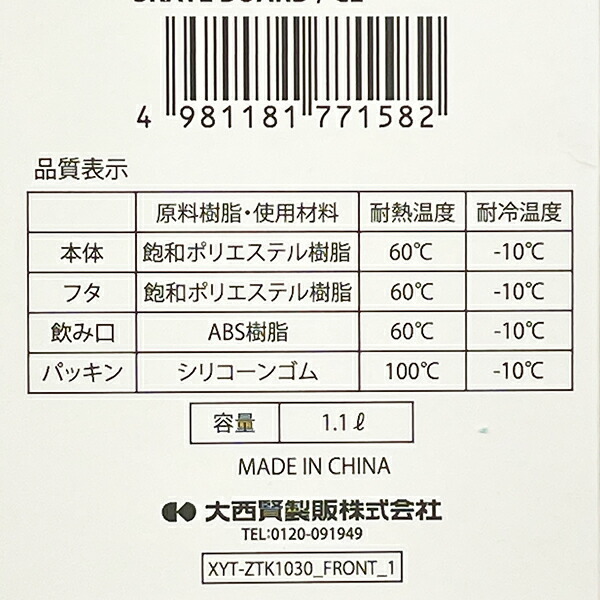 4 981181 771582
品質表示
原料樹脂・使用材料 耐熱温度 耐冷温度
本体 飽和ポリエステル樹脂 60℃ -10℃
フタ 飽和ポリエステル樹脂 60℃ -10℃
飲み口 ABS樹脂 60℃ -10℃
パッキン シリコーンゴム 100℃ -10℃
容量 1.1ℓ
MADE IN CHINA
大西賢製販株式会社
TEL:0120-091949
XYT-ZTK1030_FRONT_1